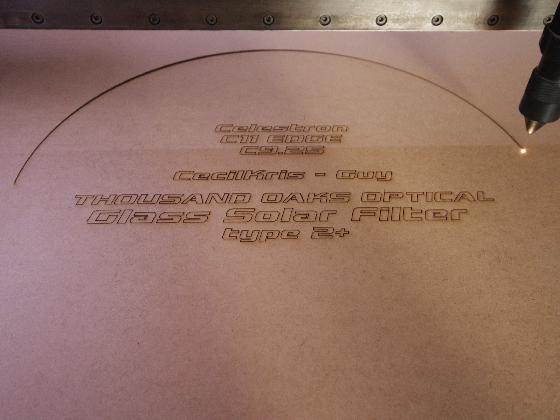 Celestron
C11 EDGE
C9.25
CecilKris - Guy
THOUSAND OAKS OPTICAL
Glass Solar Filter
type 2+